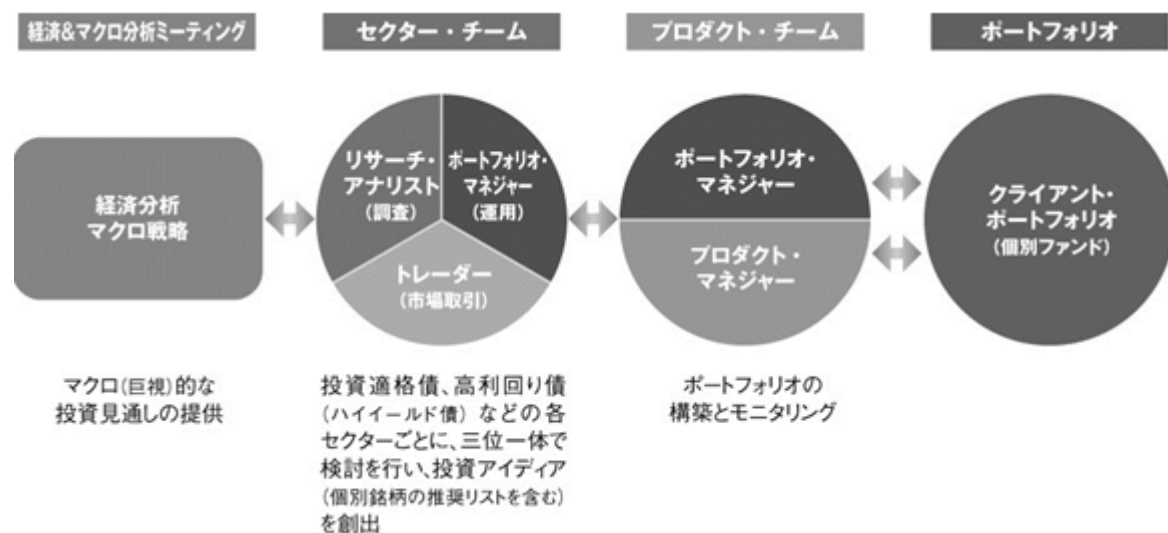 経済&マクロ分析ミーティング
セクター・チーム
プロダクト・チーム
ポートフォリオ
経済分析
マクロ戦略
リサーチ・
アナリスト
(調査)
ポートフォリオ・
マネジャー
(運用)
トレーダー
(市場取引)
ポートフォリオ・
マネジャー
プロダクト・
マネジャー
クライアント・
ポートフォリオ
(個別ファンド)
マクロ(巨視)的な
投資見通しの提供
投資適格債、高利回り債
(ハイイールド債)などの各
セクターごとに、三位一体で
検討を行い、投資アイディア
(個別銘柄の推奨リストを含む)
を創出
ポートフォリオの
構築とモニタリング